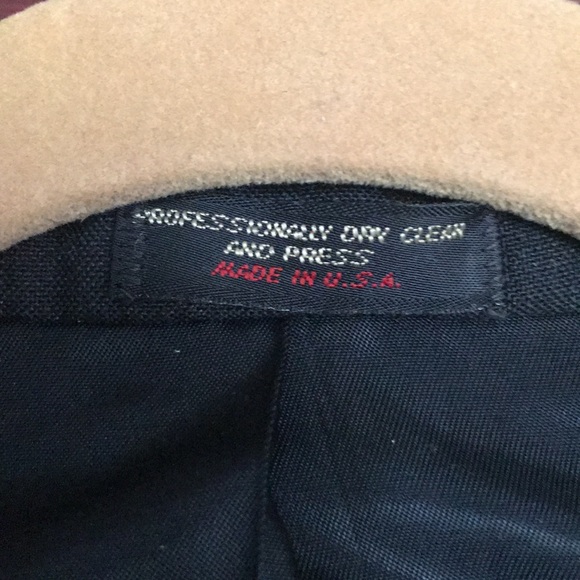 PROFESSIONALLY DRY CLEAN
AND PRESS
MADE IN U.S.A.